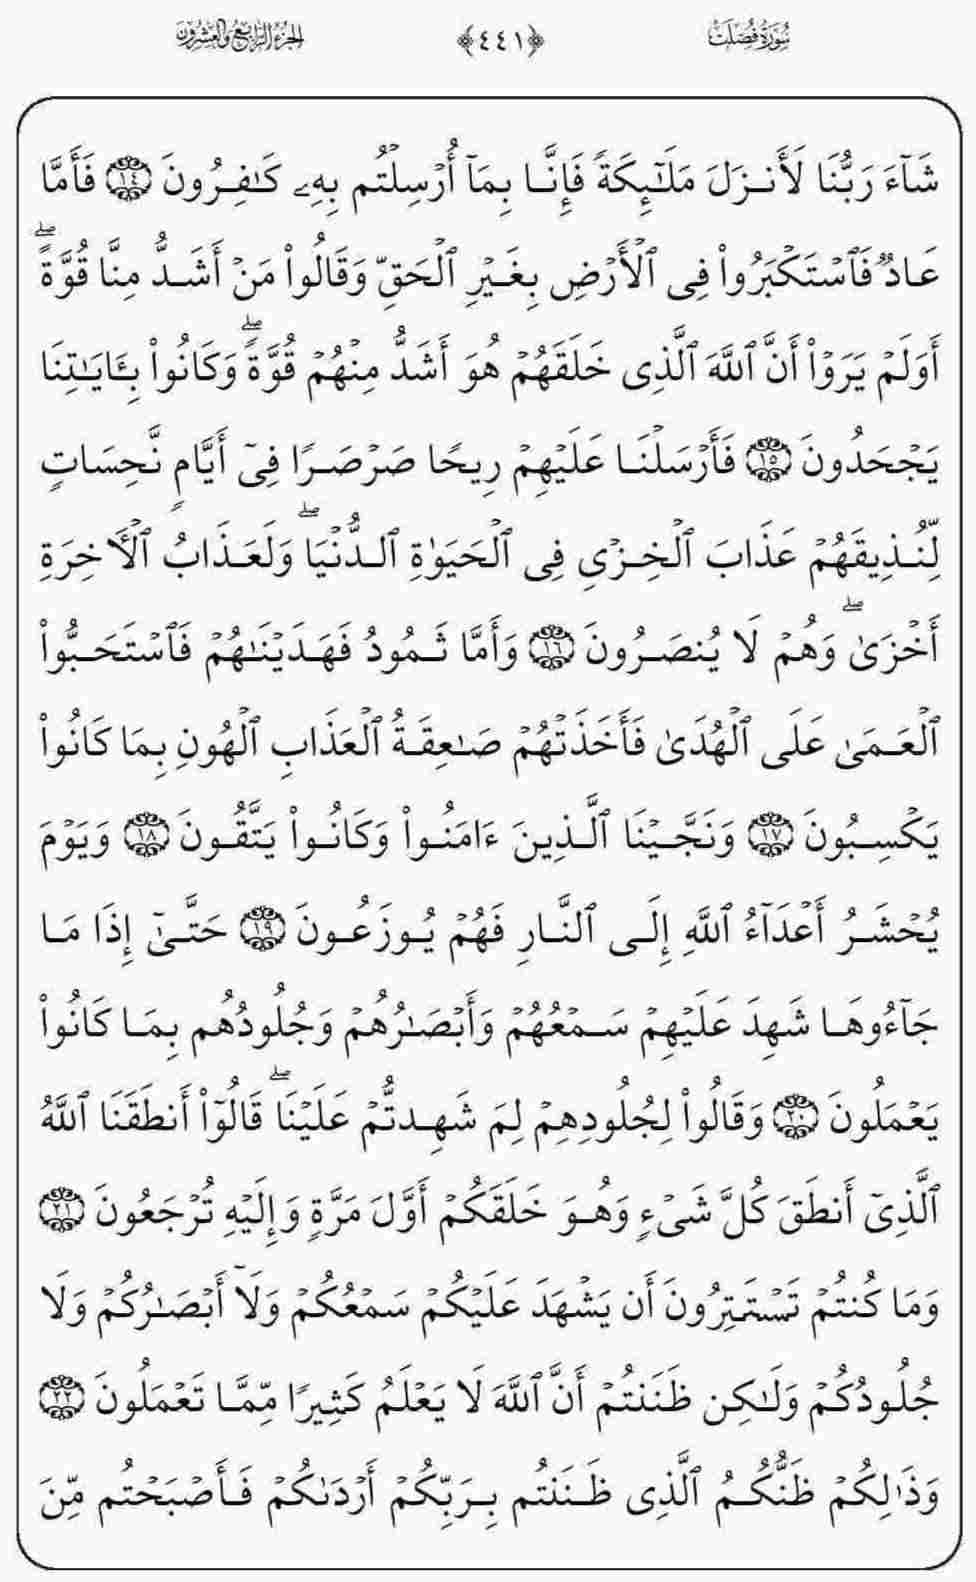 سُورَةُ فُصِّلَتْ ﴿٤٤١﴾ الجزءُ الرَّابِعُ وَالعِشْرُونَ
شَآءَ رَبُّنَا لَأَنزَلَ مَلَـٰٓئِكَةً فَإِنَّا بِمَآ أُرْسِلْتُم بِهِۦ كَـٰفِرُونَ ١٤ فَأَمَّا
عَادٌ فَٱسْتَكْبَرُوا۟ فِى ٱلْأَرْضِ بِغَيْرِ ٱلْحَقِّ وَقَالُوا۟ مَنْ أَشَدُّ مِنَّا قُوَّةً ۖ
أَوَلَمْ يَرَوْا۟ أَنَّ ٱللَّهَ ٱلَّذِى خَلَقَهُمْ هُوَ أَشَدُّ مِنْهُمْ قُوَّةً ۖ وَكَانُوا۟ بِـَٔايَـٰتِنَا
يَجْحَدُونَ ١٥ فَأَرْسَلْنَا عَلَيْهِمْ رِيحًا صَرْصَرًا فِىٓ أَيَّامٍ نَّحِسَاتٍ
لِّنُذِيقَهُمْ عَذَابَ ٱلْخِزْىِ فِى ٱلْحَيَوٰةِ ٱلدُّنْيَا ۖ وَلَعَذَابُ ٱلْـَٔاخِرَةِ
أَخْزَىٰ ۖ وَهُمْ لَا يُنصَرُونَ ١٦ وَأَمَّا ثَمُودُ فَهَدَيْنَـٰهُمْ فَٱسْتَحَبُّوا۟
ٱلْعَمَىٰ عَلَى ٱلْهُدَىٰ فَأَخَذَتْهُمْ صَـٰعِقَةُ ٱلْعَذَابِ ٱلْهُونِ بِمَا كَانُوا۟
يَكْسِبُونَ ١٧ وَنَجَّيْنَا ٱلَّذِينَ ءَامَنُوا۟ وَكَانُوا۟ يَتَّقُونَ ١٨ وَيَوْمَ
يُحْشَرُ أَعْدَآءُ ٱللَّهِ إِلَى ٱلنَّارِ فَهُمْ يُوزَعُونَ ١٩ حَتَّىٰٓ إِذَا مَا
جَآءُوهَا شَهِدَ عَلَيْهِمْ سَمْعُهُمْ وَأَبْصَـٰرُهُمْ وَجُلُودُهُم بِمَا كَانُوا۟
يَعْمَلُونَ ٢٠ وَقَالُوا۟ لِجُلُودِهِمْ لِمَ شَهِدتُّمْ عَلَيْنَا ۖ قَالُوٓا۟ أَنطَقَنَا ٱللَّهُ
ٱلَّذِىٓ أَنطَقَ كُلَّ شَىْءٍ وَهُوَ خَلَقَكُمْ أَوَّلَ مَرَّةٍ وَإِلَيْهِ تُرْجَعُونَ ٢١
وَمَا كُنتُمْ تَسْتَتِرُونَ أَن يَشْهَدَ عَلَيْكُمْ سَمْعُكُمْ وَلَآ أَبْصَـٰرُكُمْ وَلَا
جُلُودُكُمْ وَلَـٰكِن ظَنَنتُمْ أَنَّ ٱللَّهَ لَا يَعْلَمُ كَثِيرًا مِّمَّا تَعْمَلُونَ ٢٢
وَذَٰلِكُمْ ظَنُّكُمُ ٱلَّذِى ظَنَنتُم بِرَبِّكُمْ أَرْدَىٰكُمْ فَأَصْبَحْتُم مِّنَ